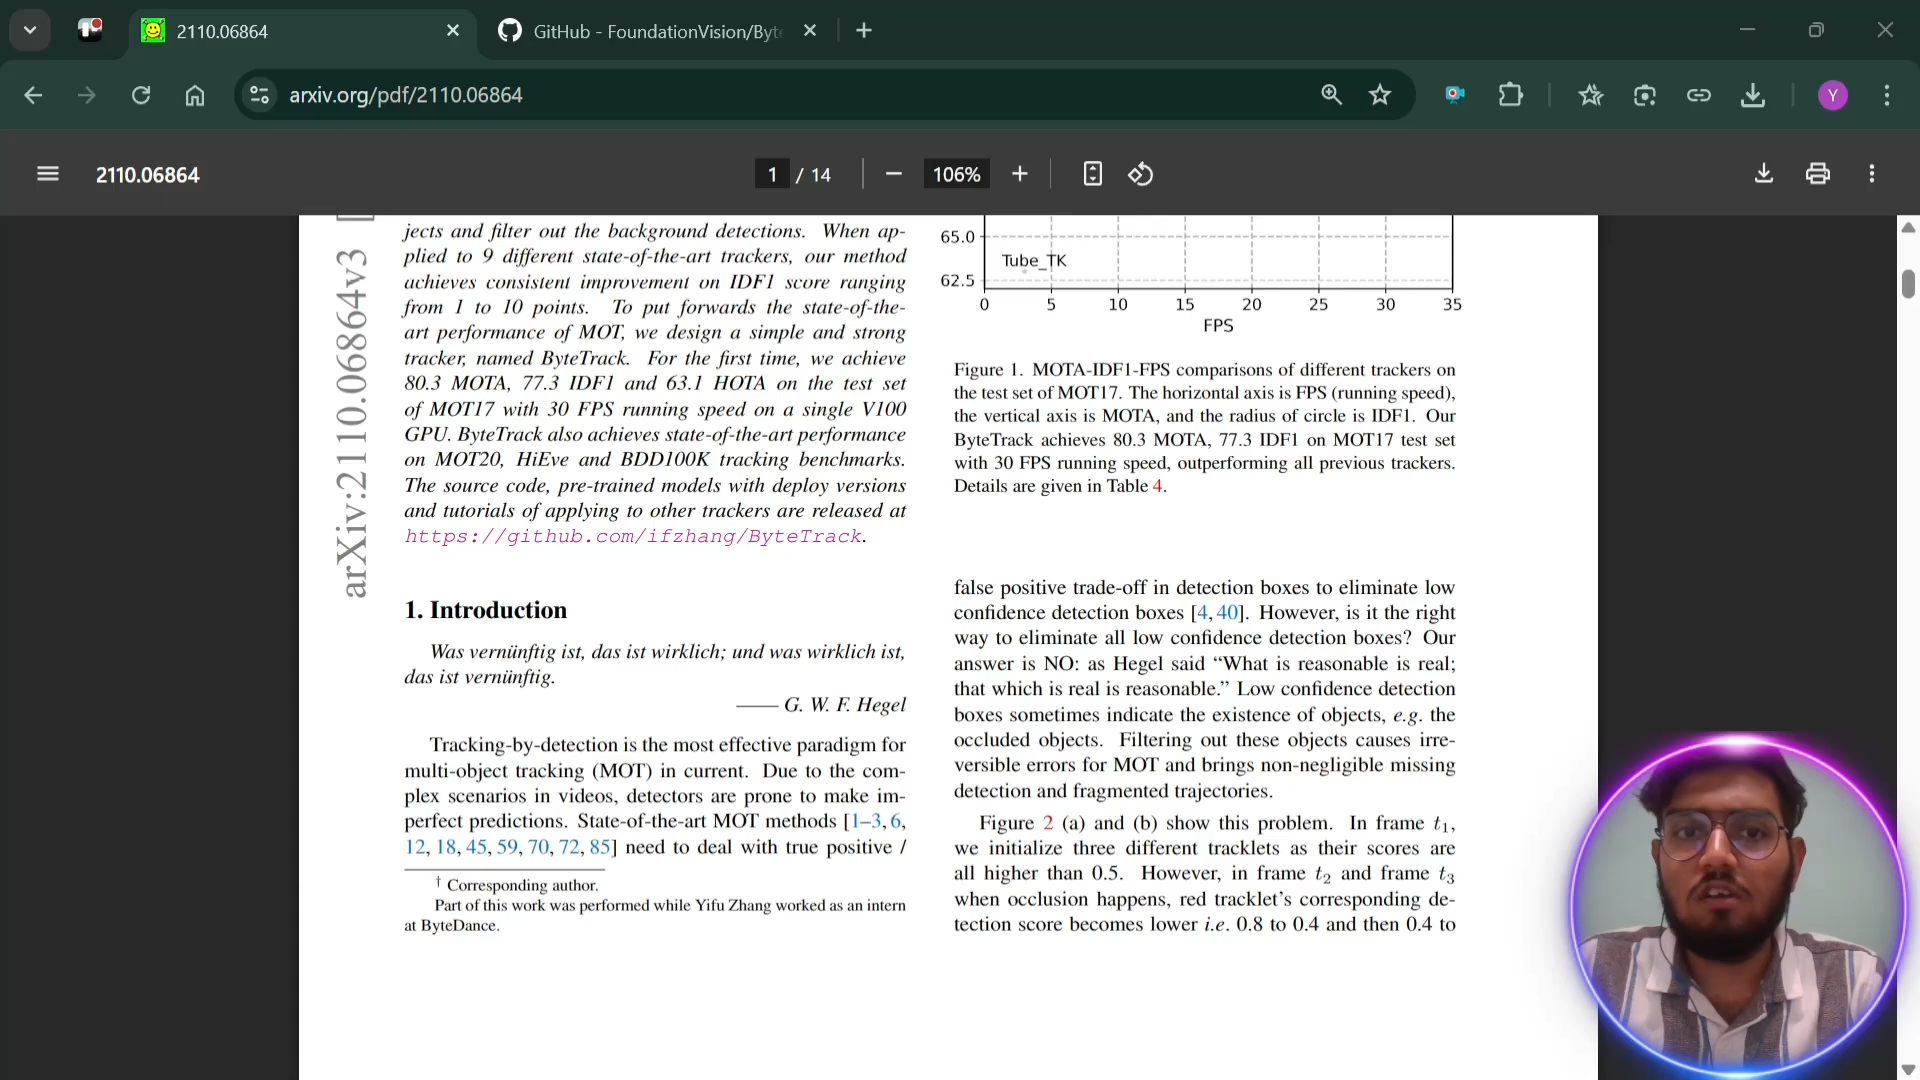 2110.06864
GitHub - FoundationVision/Byt
arxiv.org/pdf/2110.06864
Y
2110.06864
1 / 14
106%
arXiv:2110.06864v3
jects and filter out the background detections. When ap-
plied to 9 different state-of-the-art trackers, our method
achieves consistent improvement on IDF1 score ranging
from 1 to 10 points. To put forwards the state-of-the-
art performance of MOT, we design a simple and strong
tracker, named ByteTrack. For the first time, we achieve
80.3 MOTA, 77.3 IDF1 and 63.1 HOTA on the test set
of MOT17 with 30 FPS running speed on a single V100
GPU. ByteTrack also achieves state-of-the-art performance
on MOT20, HiEve and BDD100K tracking benchmarks.
The source code, pre-trained models with deploy versions
and tutorials of applying to other trackers are released at
https://github.com/ifzhang/ByteTrack.
1. Introduction
Was vernünftig ist, das ist wirklich; und was wirklich ist,
das ist vernünftig.
—— G. W. F. Hegel
Tracking-by-detection is the most effective paradigm for
multi-object tracking (MOT) in current. Due to the com-
plex scenarios in videos, detectors are prone to make im-
perfect predictions. State-of-the-art MOT methods [1–3, 6,
12, 18, 45, 59, 70, 72, 85] need to deal with true positive /
† Corresponding author.
Part of this work was performed while Yifu Zhang worked as an intern
at ByteDance.
65.0
Tube_TK
62.5
0 5 10 15 20 25 30 35
FPS
Figure 1. MOTA-IDF1-FPS comparisons of different trackers on
the test set of MOT17. The horizontal axis is FPS (running speed),
the vertical axis is MOTA, and the radius of circle is IDF1. Our
ByteTrack achieves 80.3 MOTA, 77.3 IDF1 on MOT17 test set
with 30 FPS running speed, outperforming all previous trackers.
Details are given in Table 4.
false positive trade-off in detection boxes to eliminate low
confidence detection boxes [4, 40]. However, is it the right
way to eliminate all low confidence detection boxes? Our
answer is NO: as Hegel said “What is reasonable is real;
that which is real is reasonable.” Low confidence detection
boxes sometimes indicate the existence of objects, e.g. the
occluded objects. Filtering out these objects causes irre-
versible errors for MOT and brings non-negligible missing
detection and fragmented trajectories.
Figure 2 (a) and (b) show this problem. In frame t₁,
we initialize three different tracklets as their scores are
all higher than 0.5. However, in frame t₂ and frame t₃
when occlusion happens, red tracklet's corresponding de-
tection score becomes lower i.e. 0.8 to 0.4 and then 0.4 to